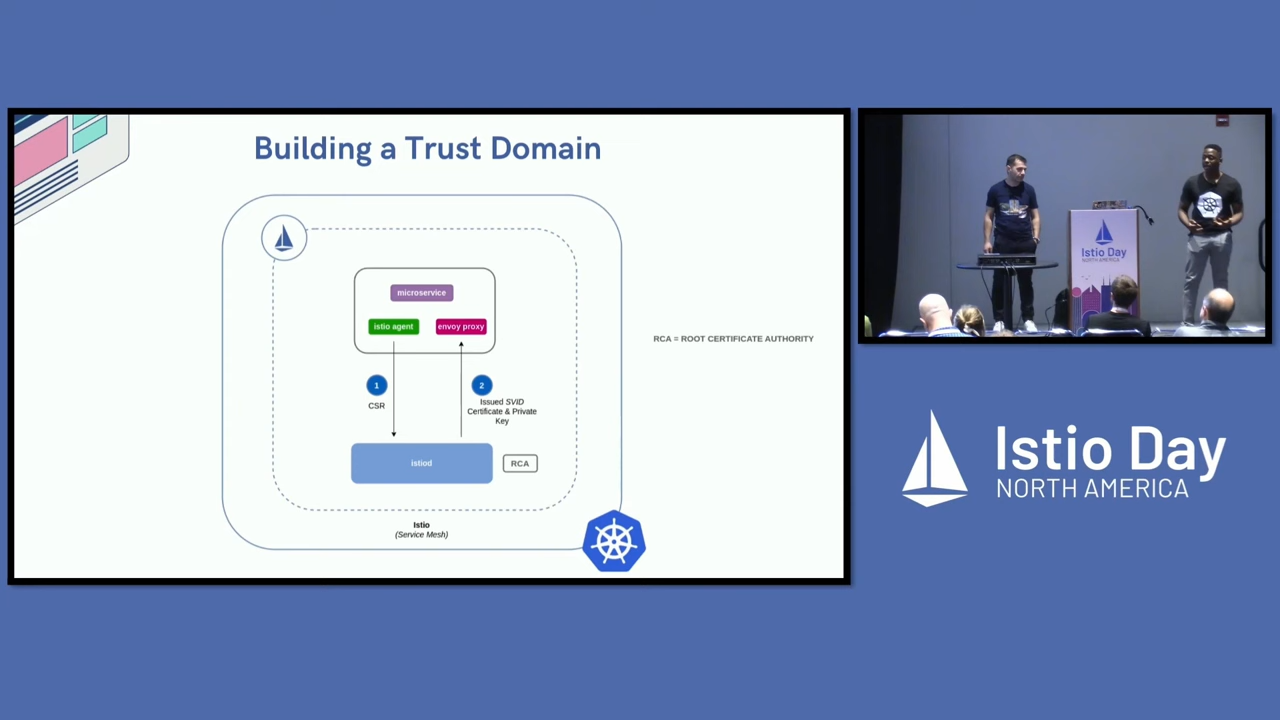 Building a Trust Domain
microservice
istio agent
envoy proxy
RCA = ROOT CERTIFICATE AUTHORITY
1
2
CSR
Issued SVID
Certificate & Private
Key
istiod
RCA
Istio
(Service Mesh)
Istio Day
NORTH AMERICA
Istio Day
NORTH AMERICA